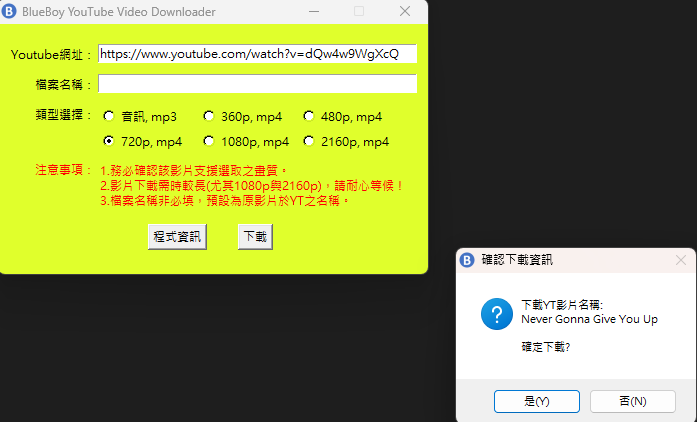 B BlueBoy YouTube Video Downloader
Youtube網址： https://www.youtube.com/watch?v=dQw4w9WgXcQ
檔案名稱：
類型選擇： 音訊, mp3 360p, mp4 480p, mp4
720p, mp4 1080p, mp4 2160p, mp4
注意事項： 1.務必確認該影片支援選取之畫質。
2.影片下載需時較長(尤其1080p與2160p)，請耐心等候！
3.檔案名稱非必填，預設為原影片於YT之名稱。
程式資訊 下載
B 確認下載資訊
下載YT影片名稱:
Never Gonna Give You Up
確定下載?
是(Y) 否(N)